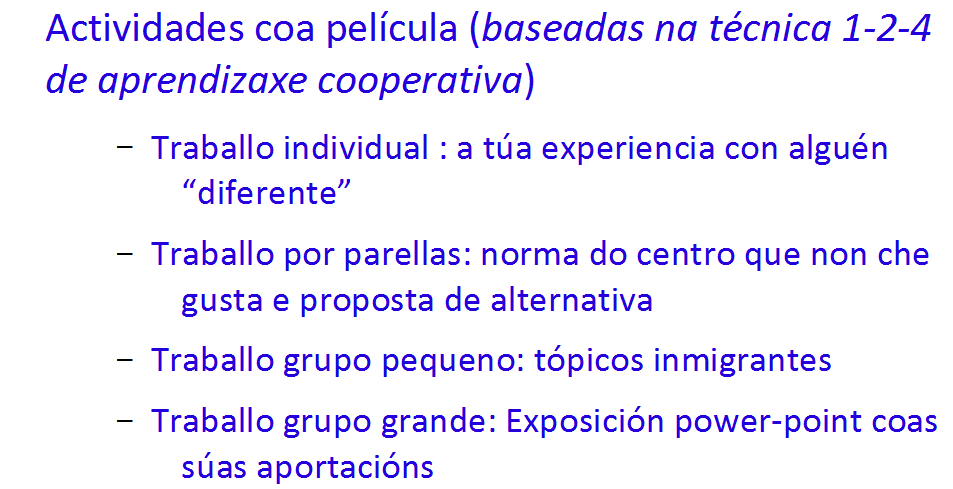 Actividades coa película (baseadas na técnica 1-2-4
de aprendizaxe cooperativa)
– Traballo individual : a túa experiencia con alguén
“diferente”
– Traballo por parellas: norma do centro que non che
gusta e proposta de alternativa
– Traballo grupo pequeno: tópicos inmigrantes
– Traballo grupo grande: Exposición power-point coas
súas aportacións